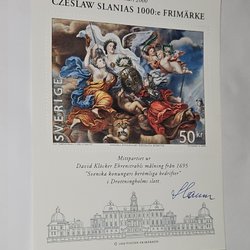 CZESLAW SLANIAS 1000:e FRIMÄRKE
SVERIGE
50 kr
Mittpartiet ur
David Klöcker Ehrenstrahls målning från 1695
"Svenska konungars berömliga bedrifter"
i Drottningholms slott.